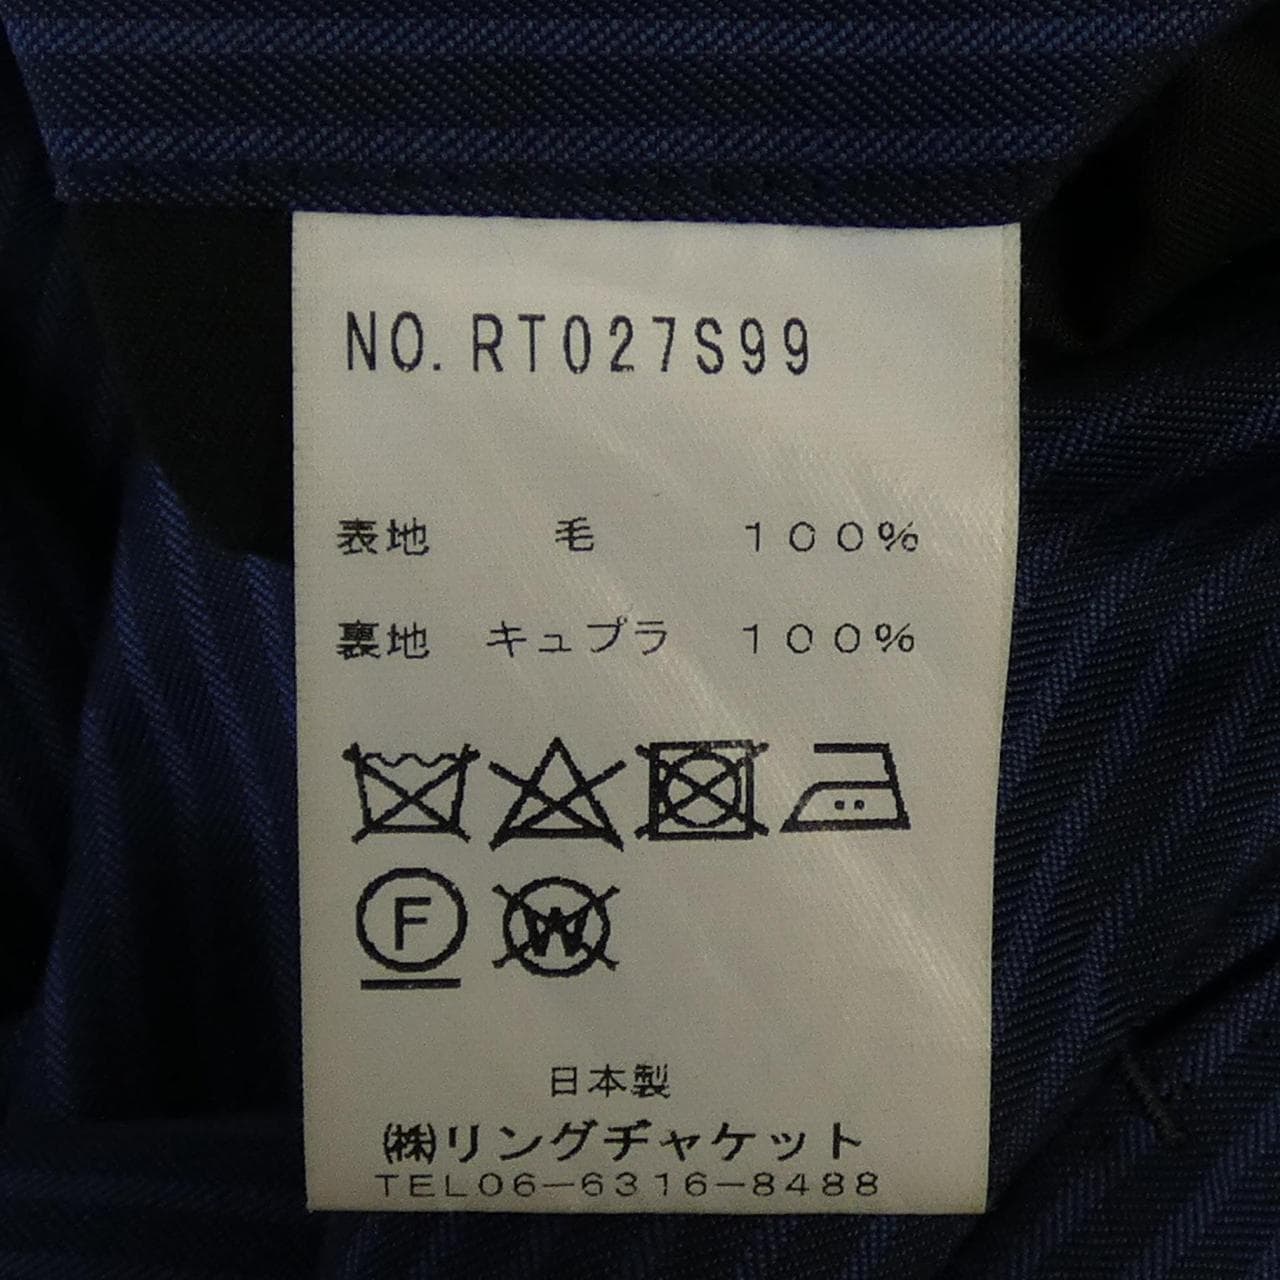 NO. RT027S99
表地 毛 100%
裏地 キュプラ 100%
F W
日本製
㈱リングヂャケット
TEL06-6316-8488